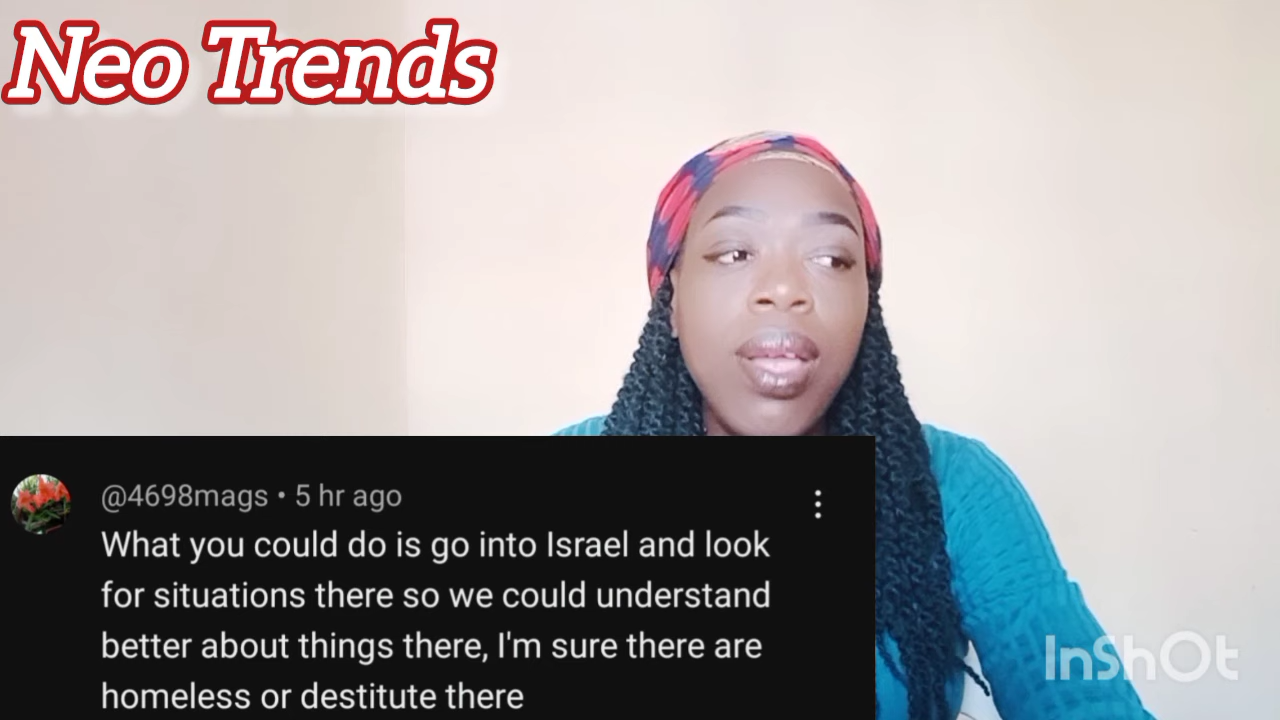 Neo Trends
@4698mags • 5 hr ago
What you could do is go into Israel and look
for situations there so we could understand
better about things there, I'm sure there are
homeless or destitute there
InShOt